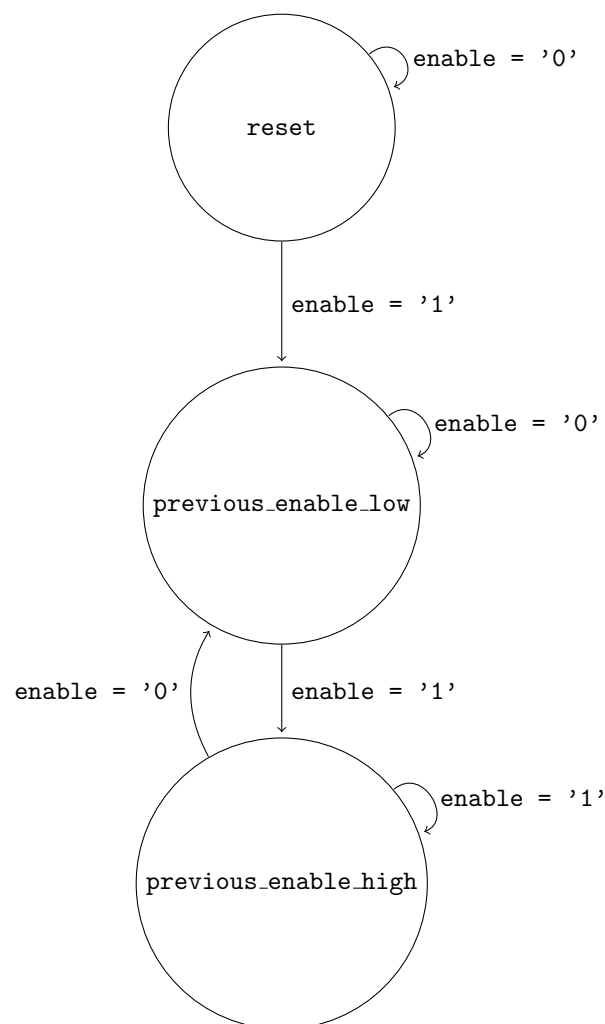 enable = '0'
reset
enable = '1'
enable = '0'
previous_enable_low
enable = '0'
enable = '1'
enable = '1'
previous_enable_high